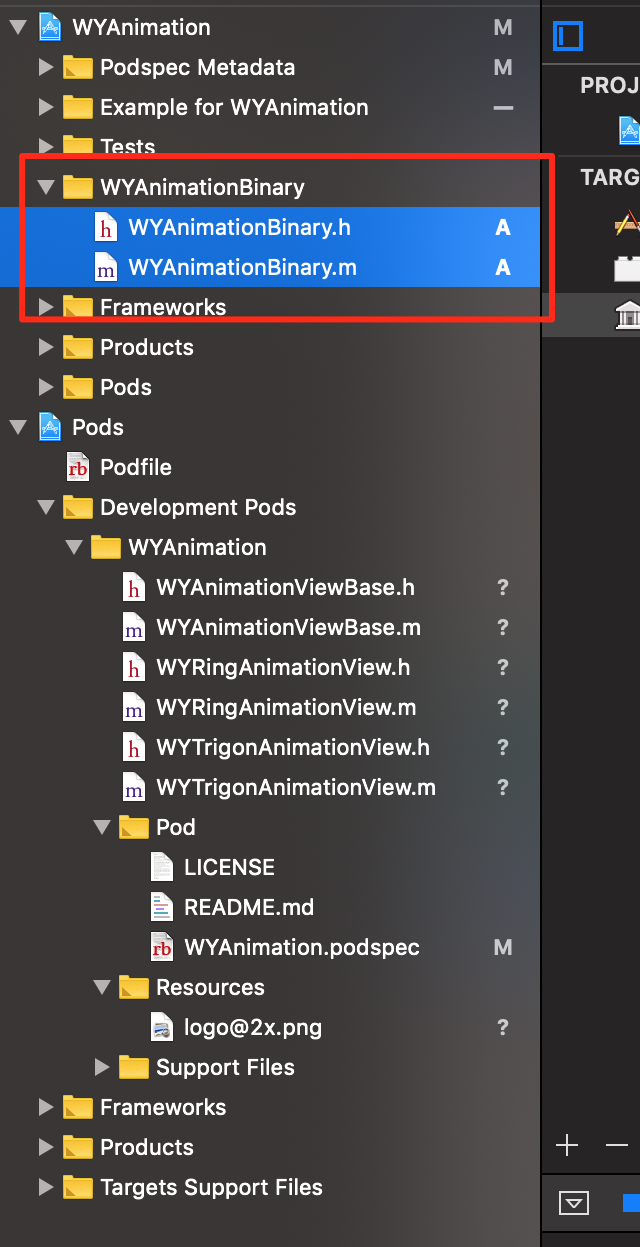 WYAnimation M
Podspec Metadata M
Example for WYAnimation —
Tests
WYAnimationBinary
h WYAnimationBinary.h A
m WYAnimationBinary.m A
Frameworks
Products
Pods
Pods
rb Podfile
Development Pods
WYAnimation
h WYAnimationViewBase.h ?
m WYAnimationViewBase.m ?
h WYRingAnimationView.h ?
m WYRingAnimationView.m ?
h WYTrigonAnimationView.h ?
m WYTrigonAnimationView.m ?
Pod
LICENSE
README.md
rb WYAnimation.podspec M
Resources
logo@2x.png ?
Support Files
Frameworks
Products
Targets Support Files
PROJ
TARG